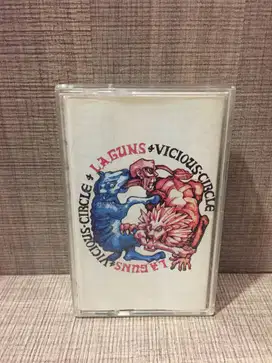 L.A GUNS + VICIOUS·CIRCLE
L.A GUNS + VICIOUS·CIRCLE +